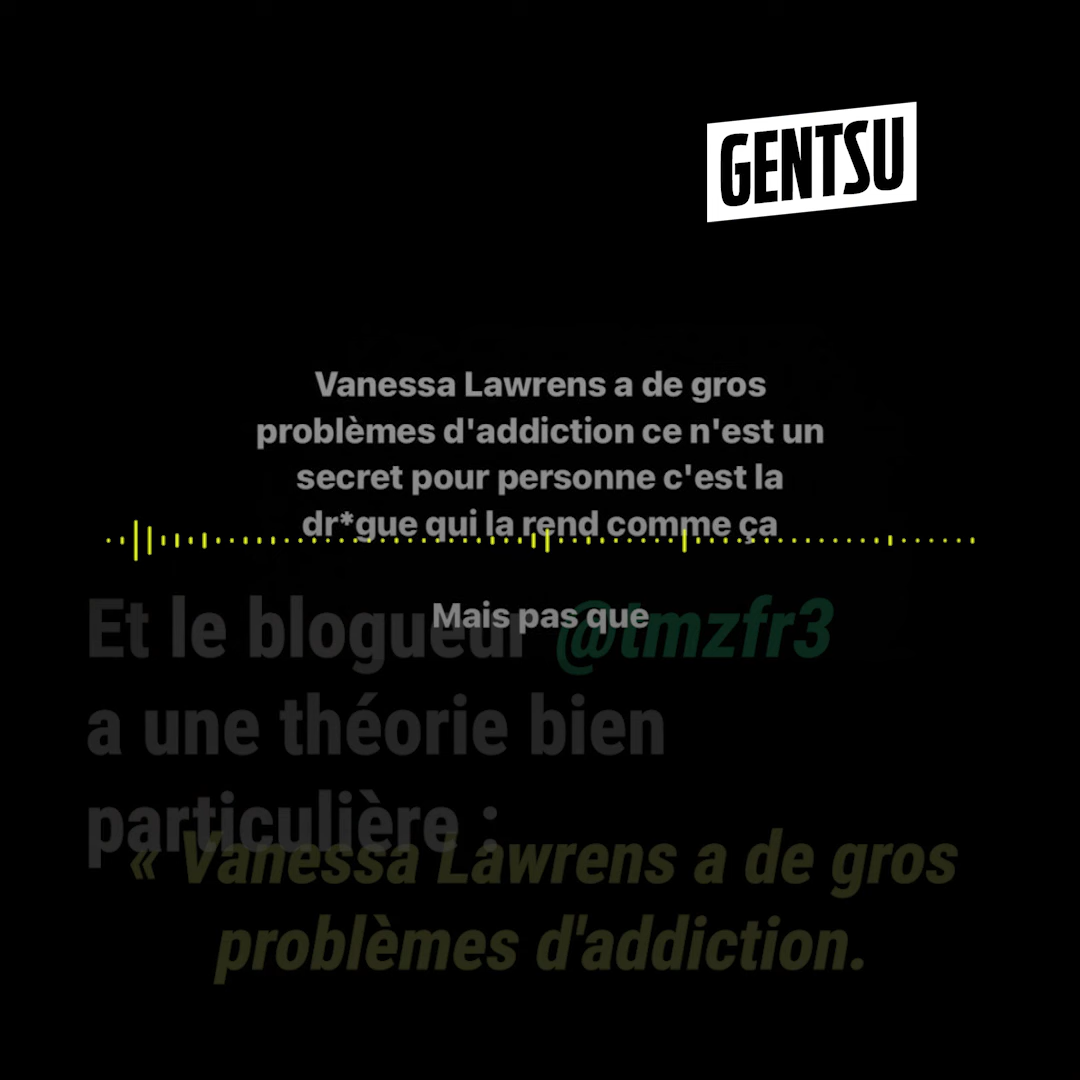 GENTSU
Vanessa Lawrens a de gros
problèmes d'addiction ce n'est un
secret pour personne c'est la
dr*gue qui la rend comme ça
Mais pas que
Et le blogueur @tmzfr3
a une théorie bien
particulière :
« Vanessa Lawrens a de gros
problèmes d'addiction.